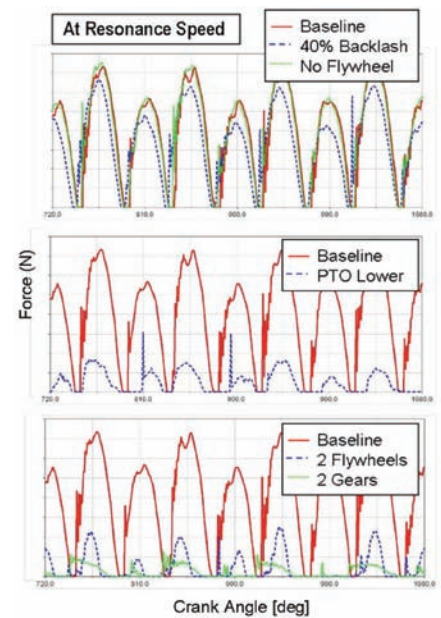 At Resonance Speed
Baseline
40% Backlash
No Flywheel
720.0 810.0 900.0 990.0 1080.0
Baseline
PTO Lower
Force (N)
720.0 810.0 900.0 990.0 1080.0
Baseline
2 Flywheels
2 Gears
720.0 810.0 900.0 990.0 1080.0
Crank Angle [deg]